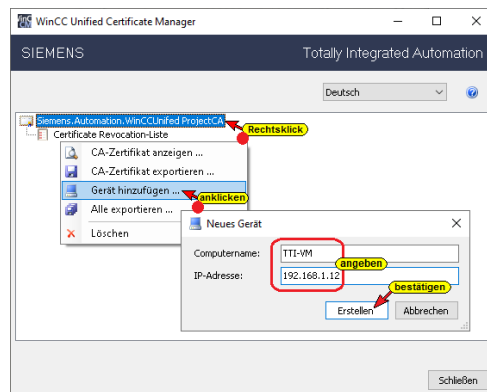 WinCC Unified Certificate Manager
SIEMENS
Totally Integrated Automation
Deutsch
Siemens.Automation.WinCCUnifed ProjectCA
Rechtsklick
Certificate Revocation-Liste
CA-Zertifikat anzeigen ...
CA-Zertifikat exportieren ...
Gerät hinzufügen ...
anklicken
Alle exportieren ...
Löschen
Neues Gerät
Computername:
TTI-VM
angeben
IP-Adresse:
192.168.1.12
bestätigen
Erstellen
Abbrechen
Schließen